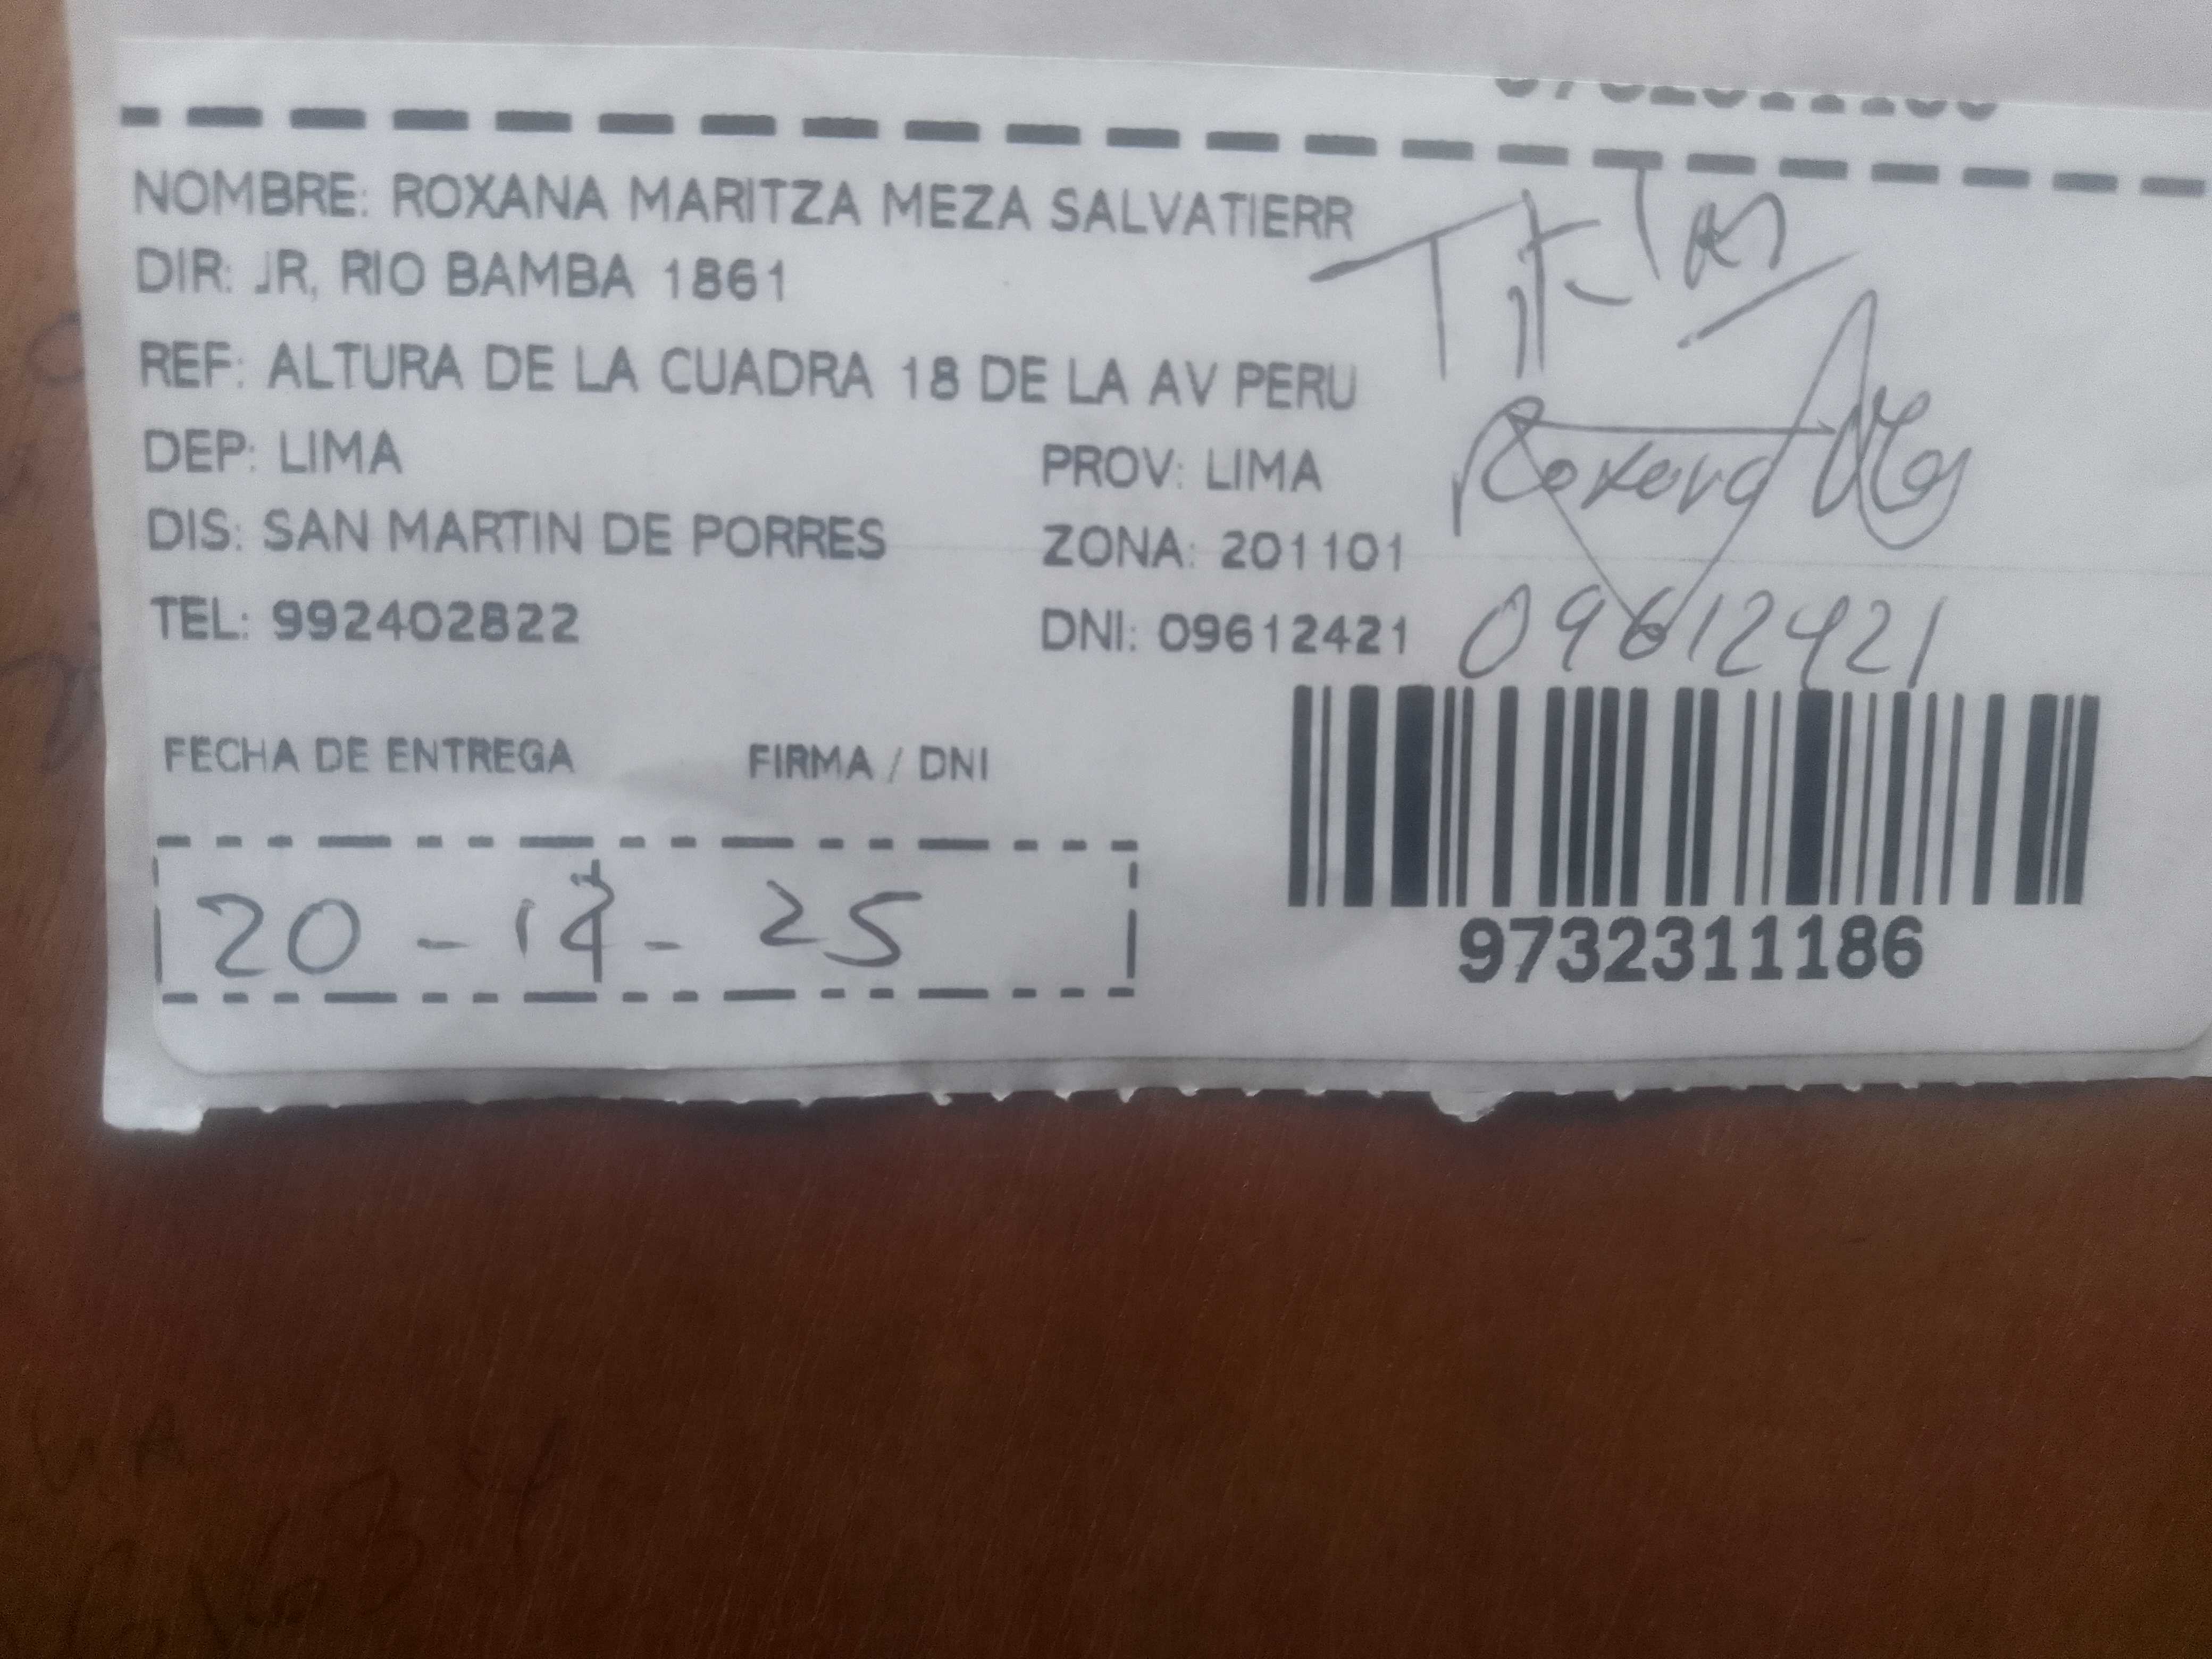 NOMBRE: ROXANA MARITZA MEZA SALVATIERR
DIR: JR, RIO BAMBA 1861
REF: ALTURA DE LA CUADRA 18 DE LA AV PERU
DEP: LIMA PROV: LIMA
DIS: SAN MARTIN DE PORRES ZONA: 201101
TEL: 992402822 DNI: 09612421
Roxana
09612421
FECHA DE ENTREGA FIRMA / DNI
20 - - 25
9732311186